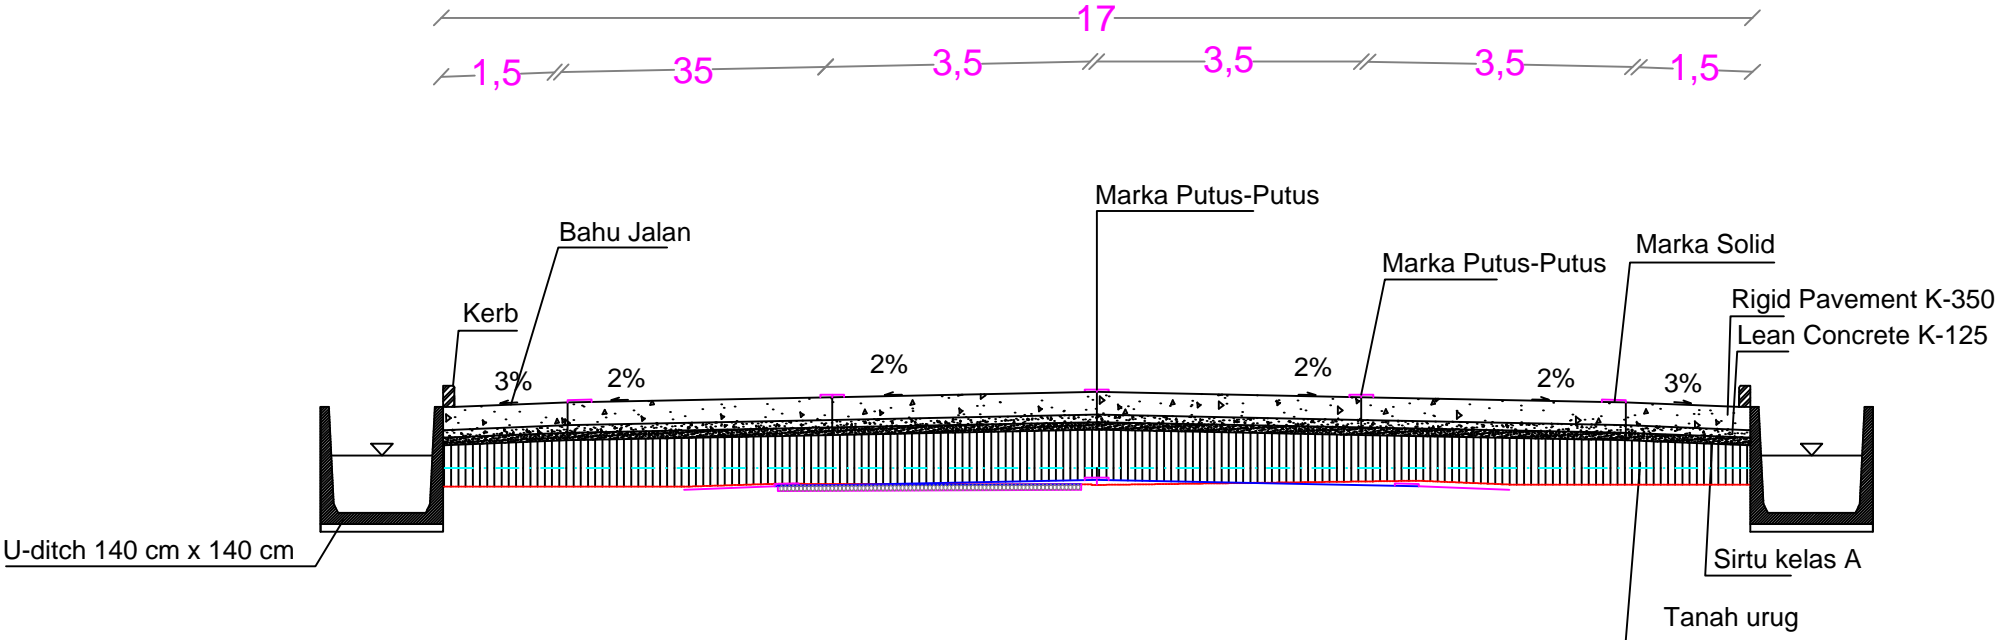 17
1,5 35 3,5 3,5 3,5 1,5
Marka Putus-Putus
Bahu Jalan
Marka Solid
Marka Putus-Putus
Kerb
Rigid Pavement K-350
Lean Concrete K-125
3% 2% 2% 2% 2% 3%
U-ditch 140 cm x 140 cm
Sirtu kelas A
Tanah urug